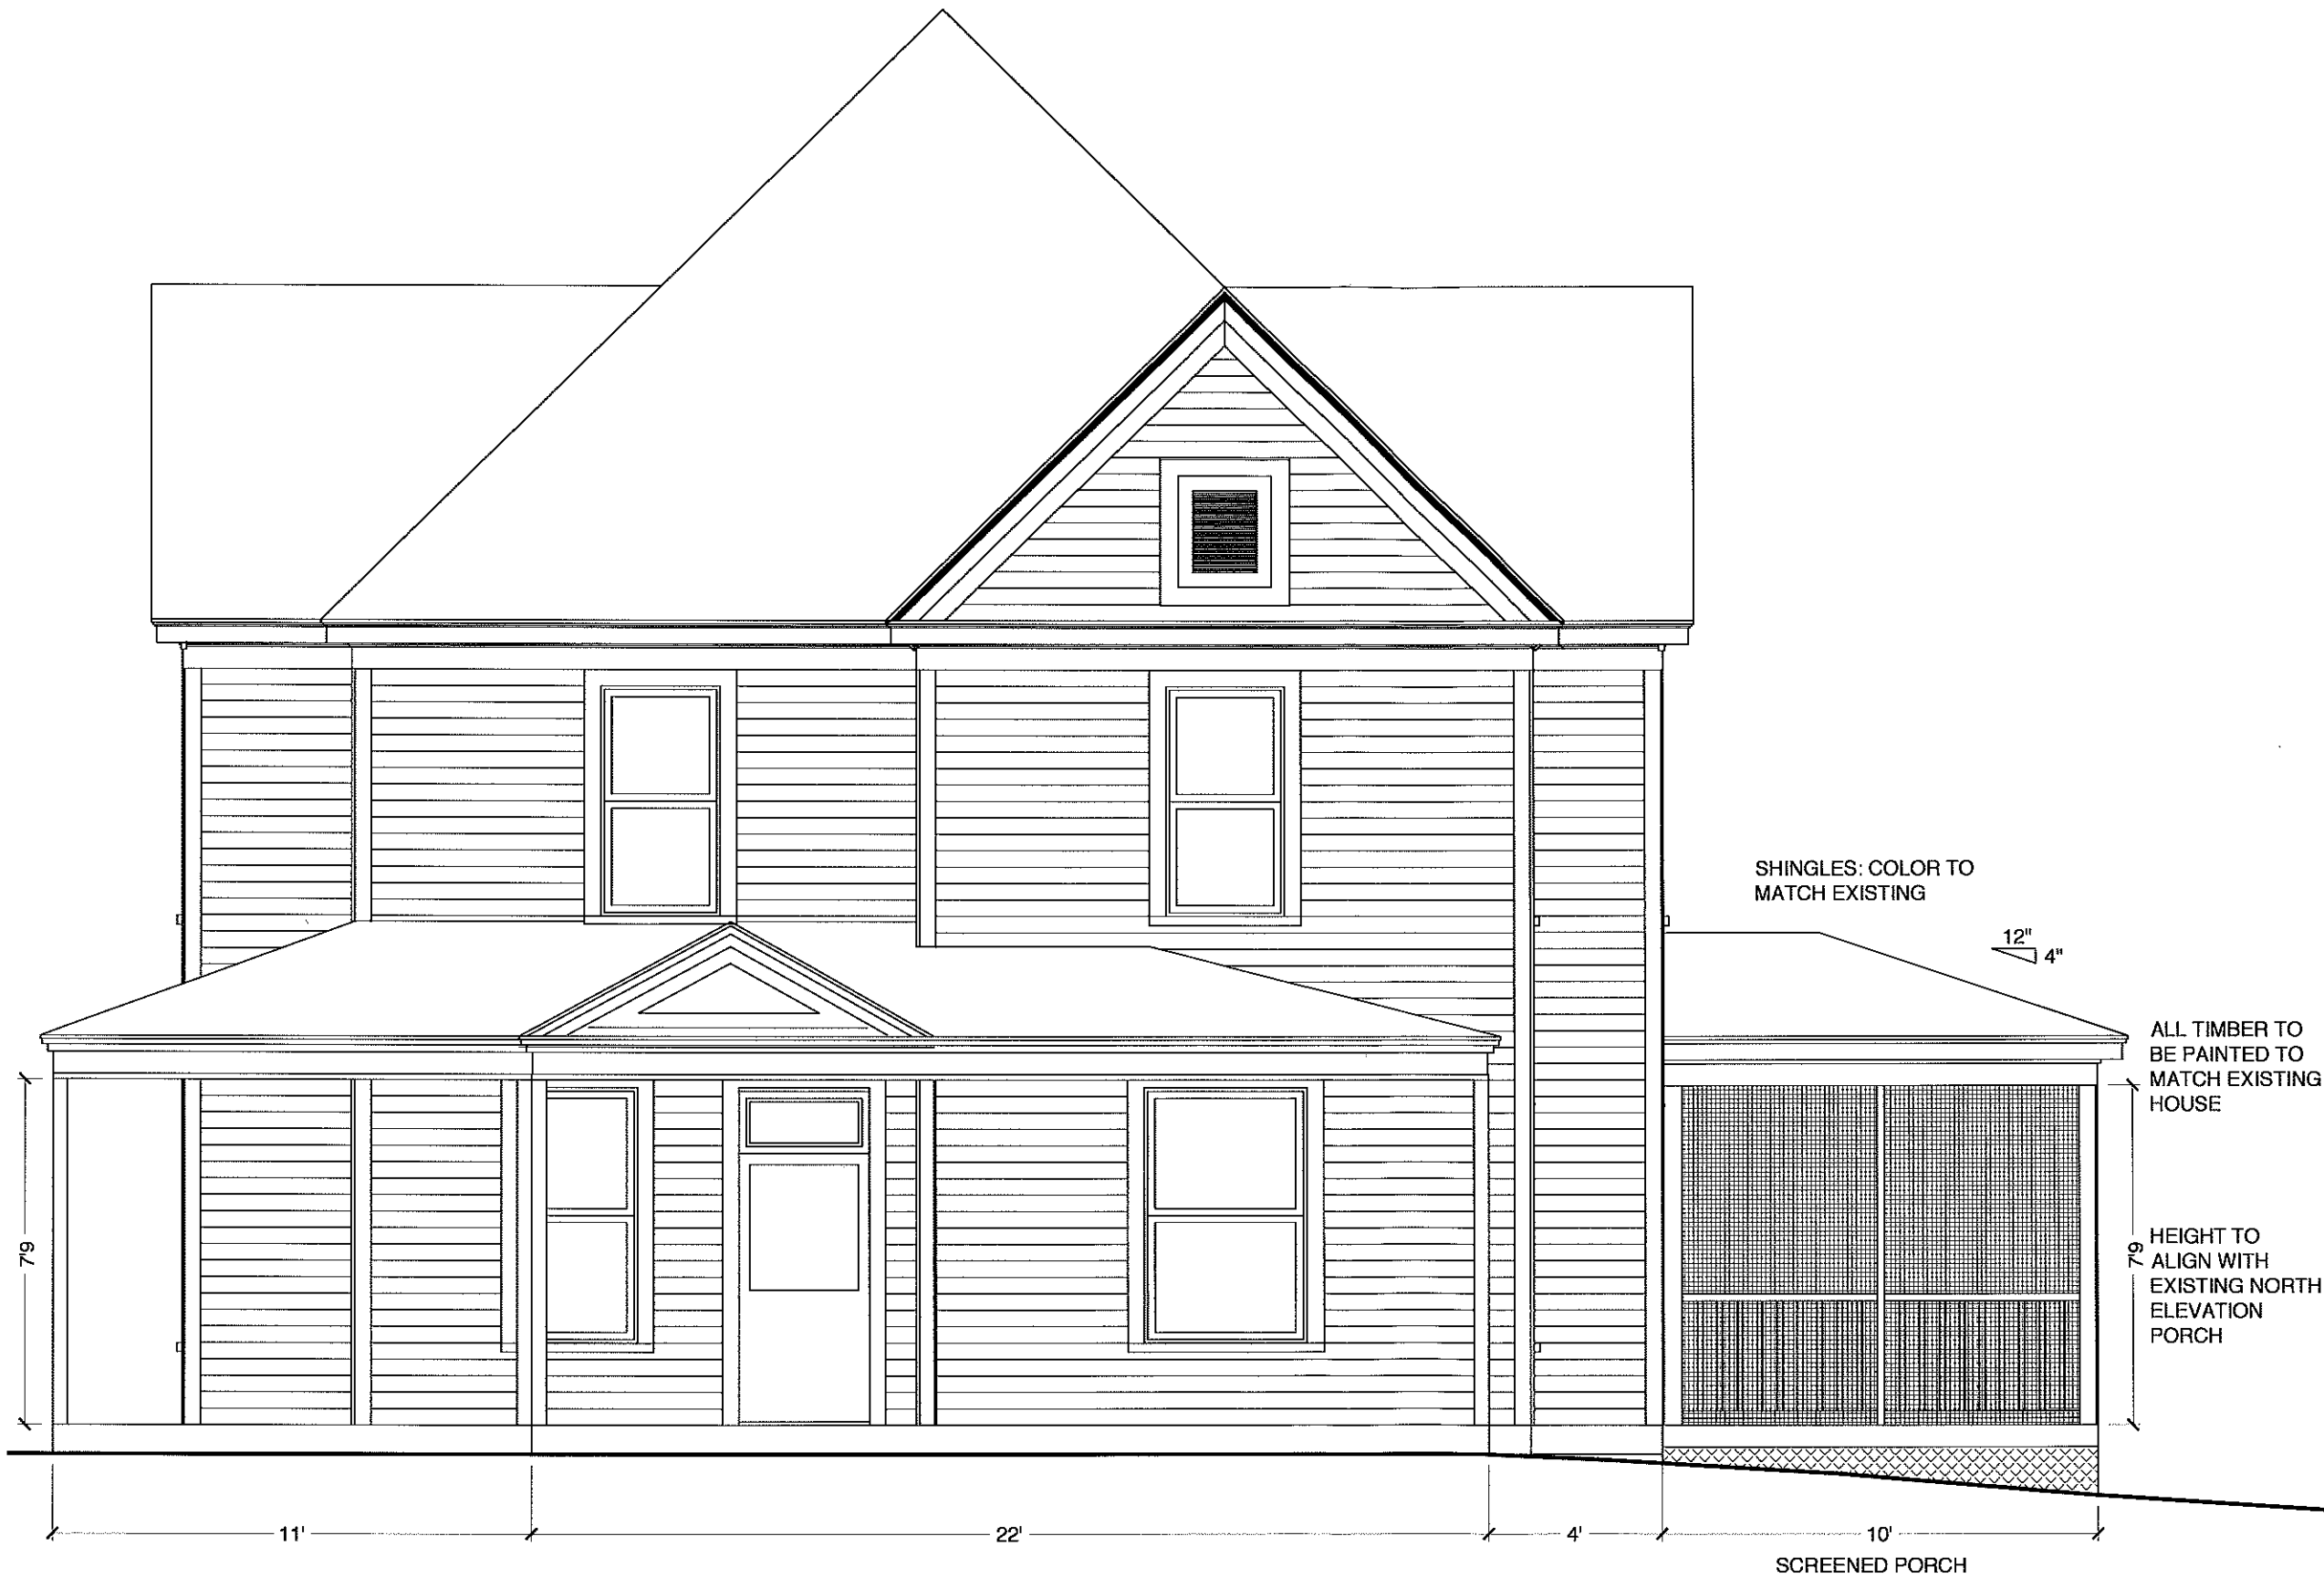 SHINGLES: COLOR TO
MATCH EXISTING
12"
4"
ALL TIMBER TO
BE PAINTED TO
MATCH EXISTING
HOUSE
7'9
7'9
HEIGHT TO
ALIGN WITH
EXISTING NORTH
ELEVATION
PORCH
11'
22'
4'
10'
SCREENED PORCH